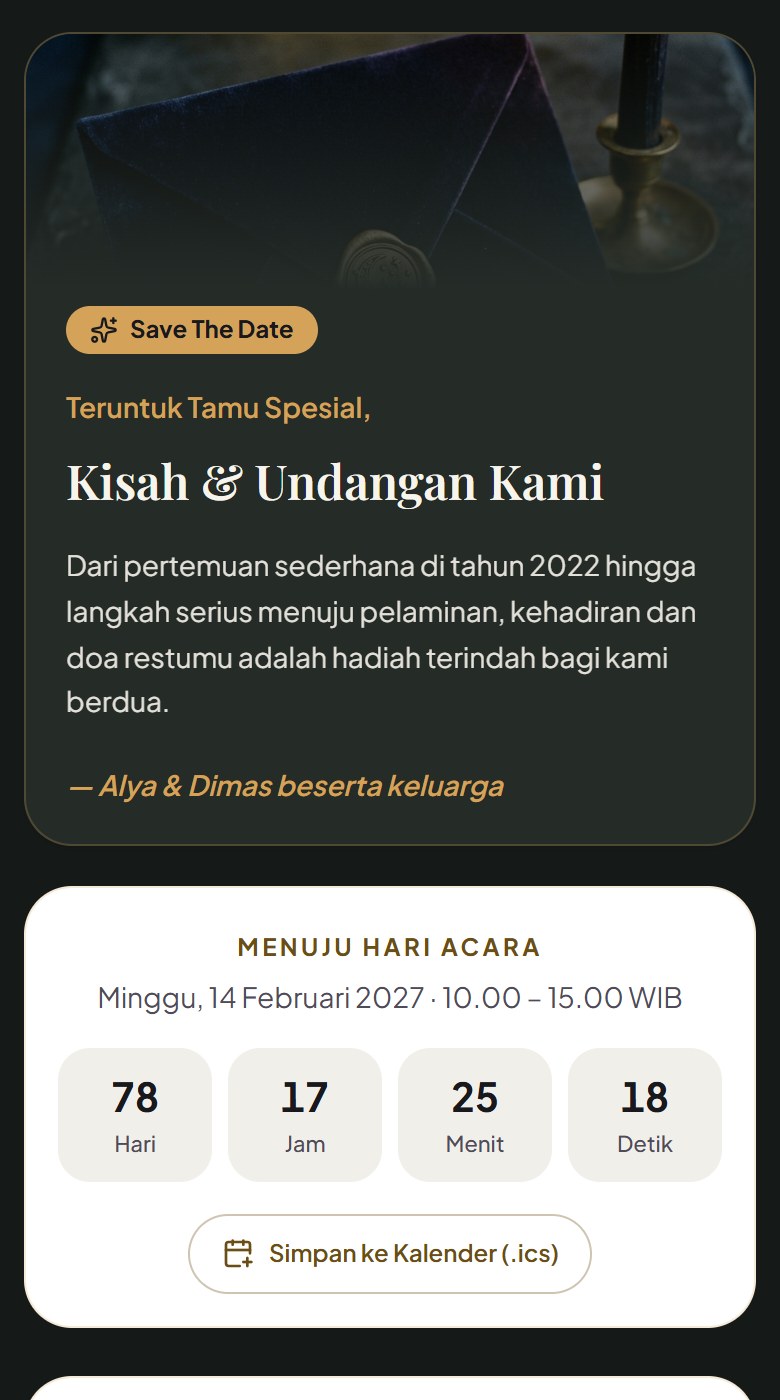 Save The Date
Teruntuk Tamu Spesial,
Kisah & Undangan Kami
Dari pertemuan sederhana di tahun 2022 hingga
langkah serius menuju pelaminan, kehadiran dan
doa restumu adalah hadiah terindah bagi kami
berdua.
— Alya & Dimas beserta keluarga
MENUJU HARI ACARA
Minggu, 14 Februari 2027 · 10.00 – 15.00 WIB
78 17 25 18
Hari Jam Menit Detik
Simpan ke Kalender (.ics)